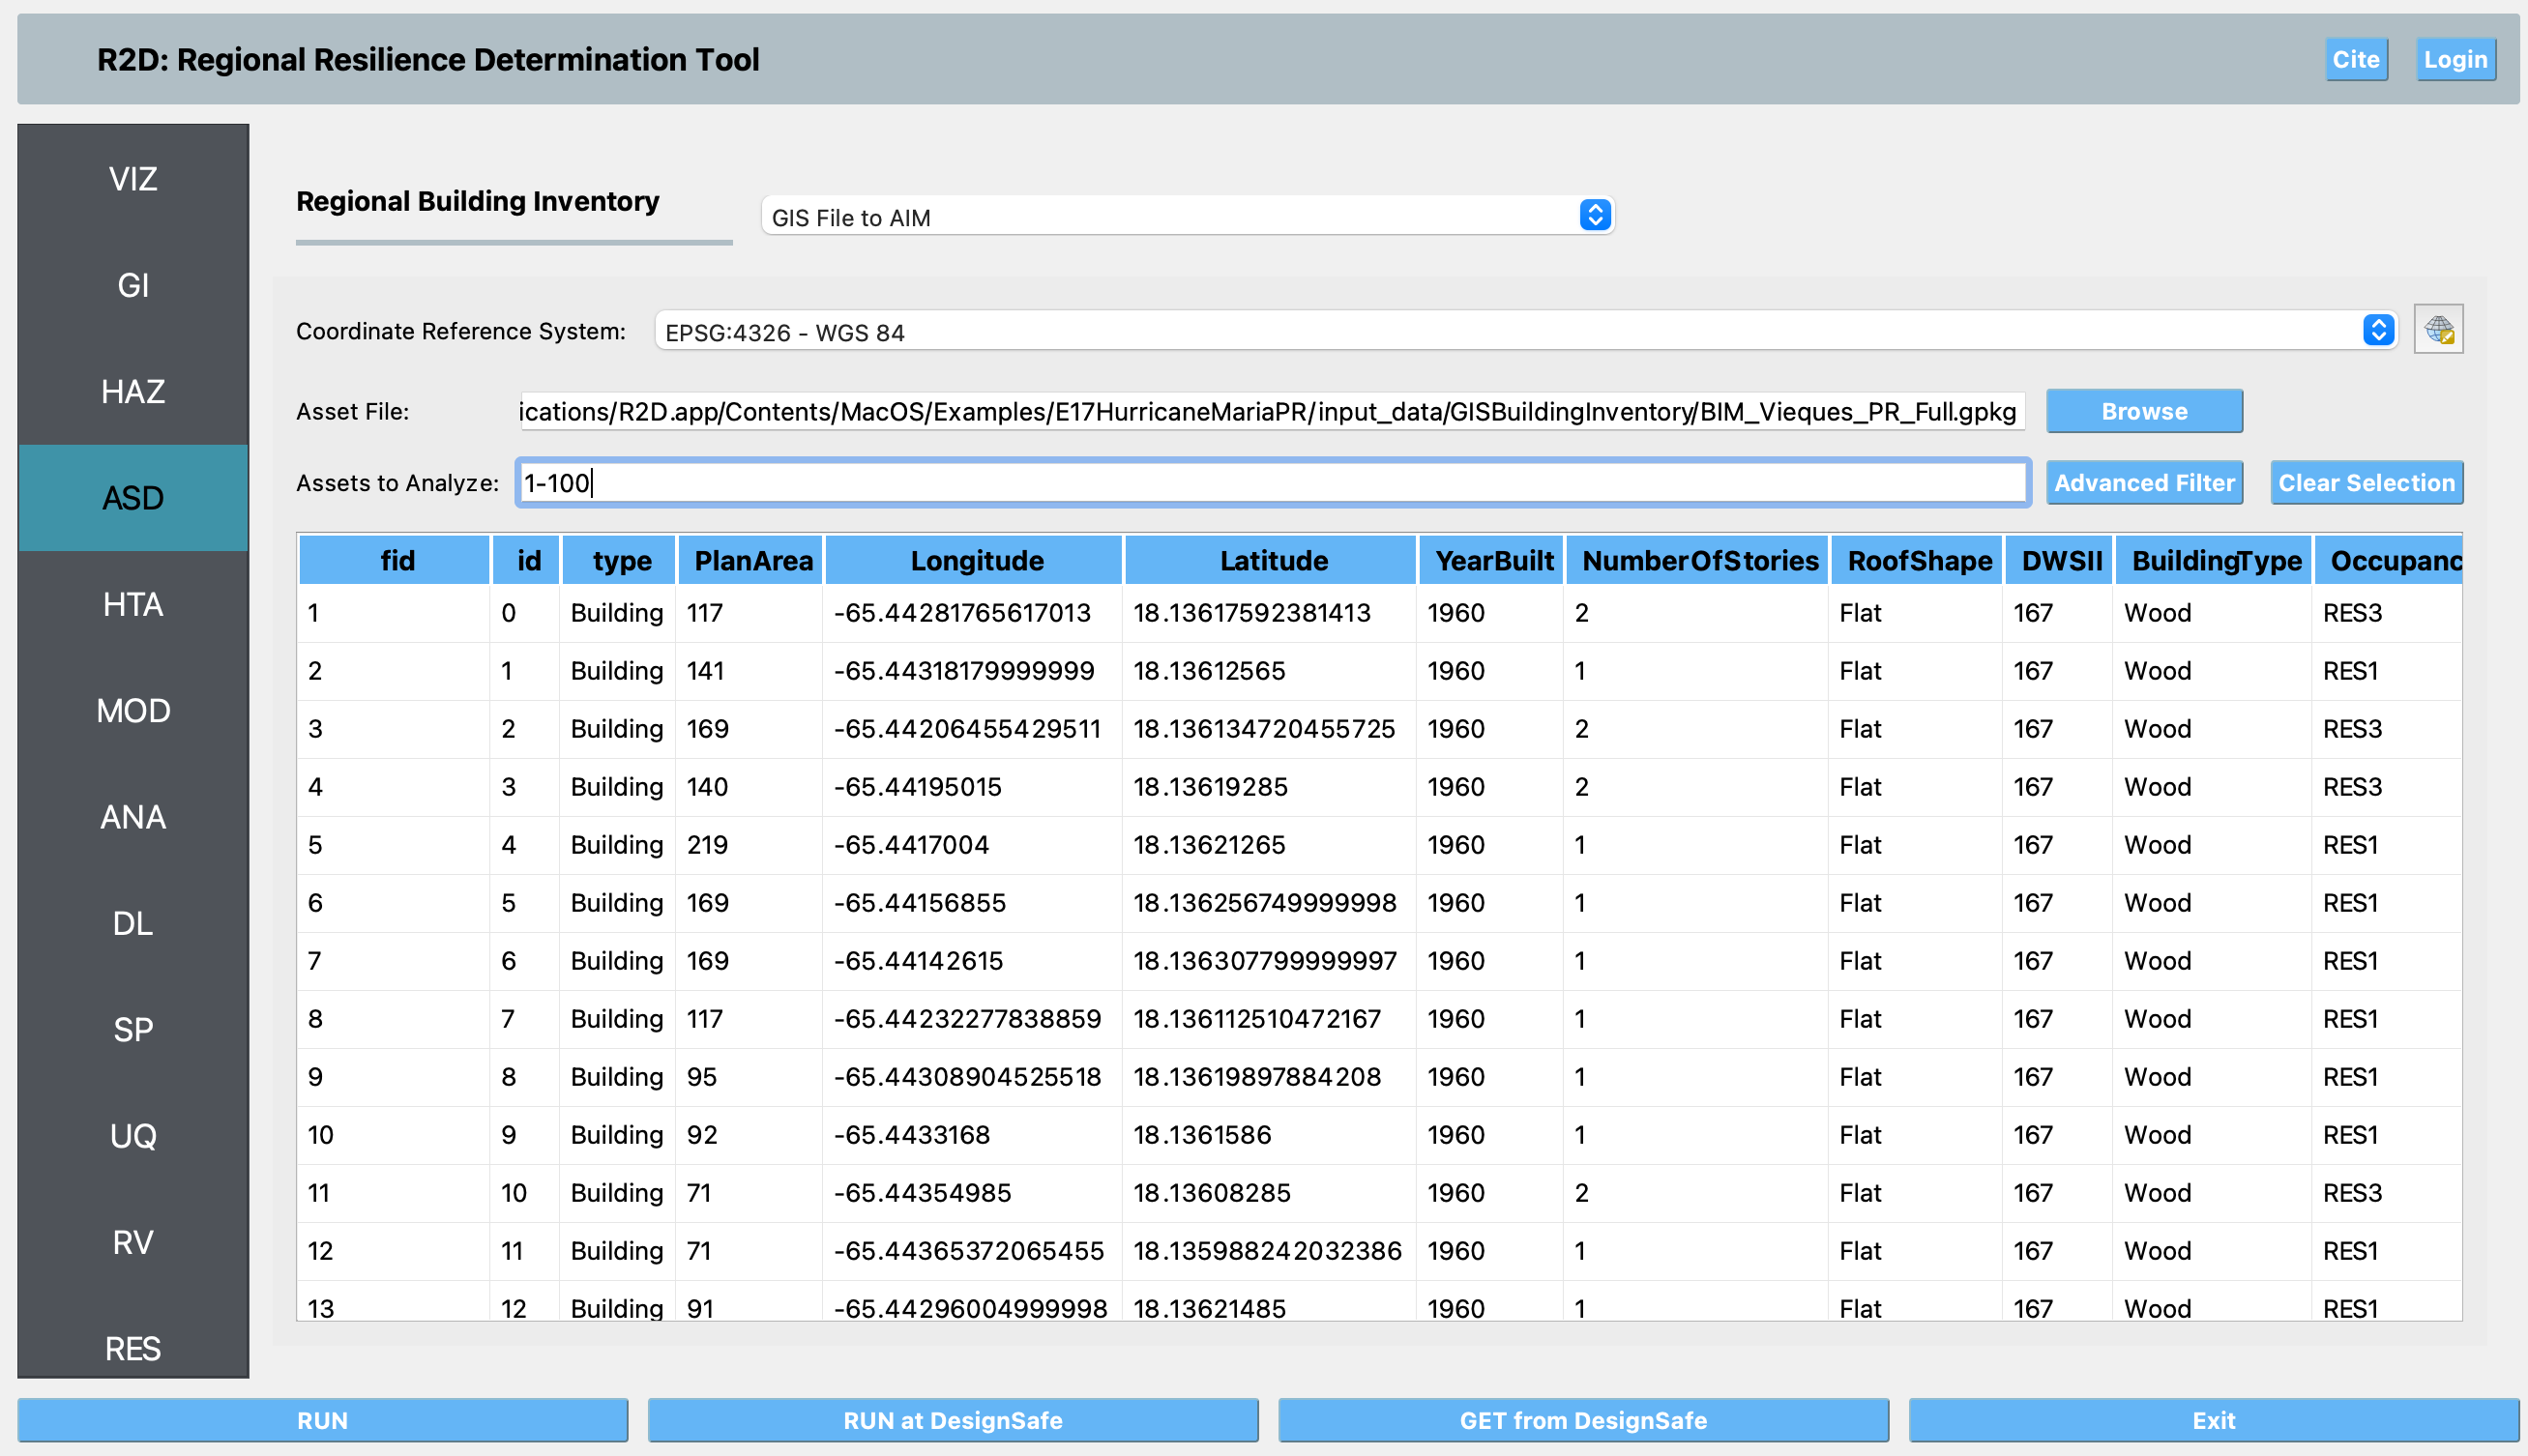 R2D: Regional Resilience Determination Tool Cite Login
VIZ
GI
HAZ
ASD
HTA
MOD
ANA
DL
SP
UQ
RV
RES
Regional Building Inventory GIS File to AIM
Coordinate Reference System: EPSG:4326 - WGS 84
Asset File: ications/R2D.app/Contents/MacOS/Examples/E17HurricaneMariaPR/input_data/GISBuildingInventory/BIM_Vieques_PR_Full.gpkg Browse
Assets to Analyze: 1-100 Advanced Filter Clear Selection
fid id type PlanArea Longitude Latitude YearBuilt NumberOfStories RoofShape DWSII BuildingType Occupanc
1 0 Building 117 -65.44281765617013 18.13617592381413 1960 2 Flat 167 Wood RES3
2 1 Building 141 -65.44318179999999 18.13612565 1960 1 Flat 167 Wood RES1
3 2 Building 169 -65.44206455429511 18.136134720455725 1960 2 Flat 167 Wood RES3
4 3 Building 140 -65.44195015 18.13619285 1960 2 Flat 167 Wood RES3
5 4 Building 219 -65.4417004 18.13621265 1960 1 Flat 167 Wood RES1
6 5 Building 169 -65.44156855 18.136256749999998 1960 1 Flat 167 Wood RES1
7 6 Building 169 -65.44142615 18.136307799999997 1960 1 Flat 167 Wood RES1
8 7 Building 117 -65.44232277838859 18.136112510472167 1960 1 Flat 167 Wood RES1
9 8 Building 95 -65.44308904525518 18.13619897884208 1960 1 Flat 167 Wood RES1
10 9 Building 92 -65.4433168 18.1361586 1960 1 Flat 167 Wood RES1
11 10 Building 71 -65.44354985 18.13608285 1960 2 Flat 167 Wood RES3
12 11 Building 71 -65.44365372065455 18.135988242032386 1960 1 Flat 167 Wood RES1
13 12 Building 91 -65.44296004999998 18.13621485 1960 1 Flat 167 Wood RES1
RUN RUN at DesignSafe GET from DesignSafe Exit